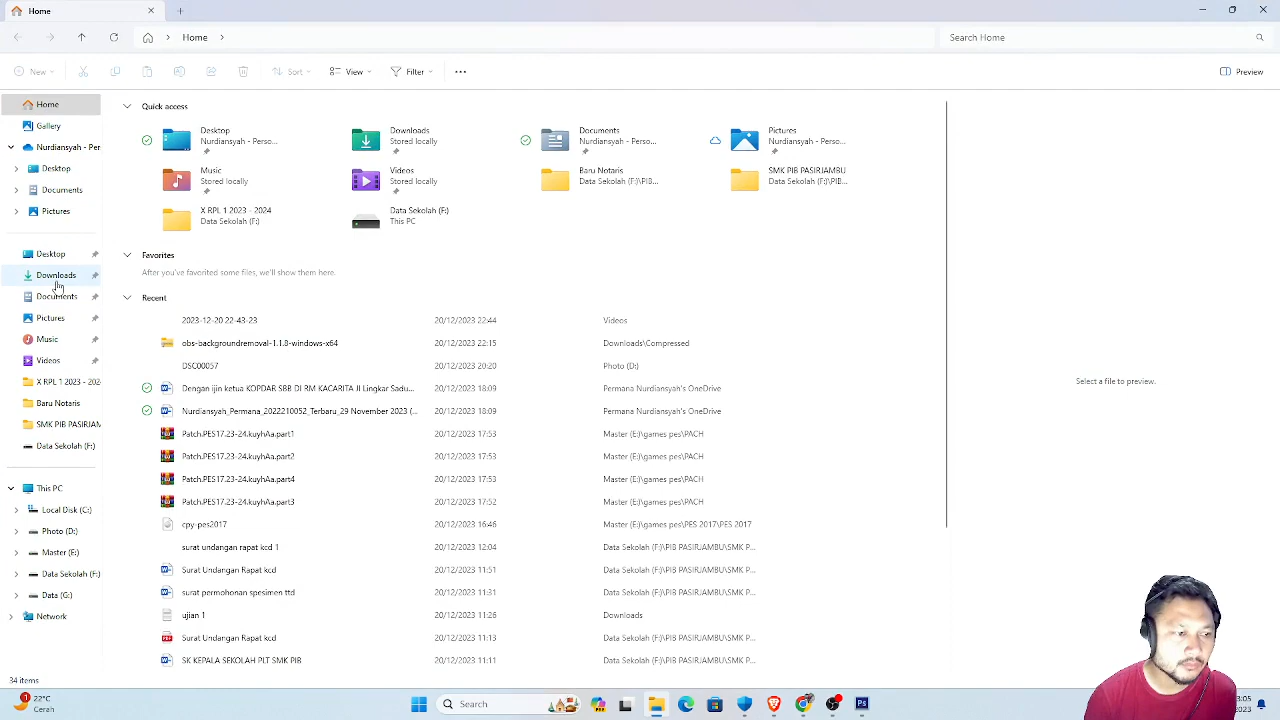 Home
Home
Search Home
New
Sort
View
Filter
Preview
Home
Gallery
Nurdiansyah - Per
Desktop
Documents
Pictures
Desktop
Downloads
Documents
Pictures
Music
Videos
X RPL 1 2023 - 202
Baru Notaris
SMK PIB PASIRJAM
Data Sekolah (F:)
This PC
Local Disk (C:)
Photo (D:)
Master (E:)
Data Sekolah (F:)
Data (G:)
Network
Quick access
Desktop
Nurdiansyah - Perso...
Downloads
Stored locally
Documents
Nurdiansyah - Perso...
Pictures
Nurdiansyah - Perso...
Music
Stored locally
Videos
Stored locally
Baru Notaris
Data Sekolah (F:)\PIB...
SMK PIB PASIRJAMBU
Data Sekolah (F:)\PIB...
X RPL 1 2023 - 2024
Data Sekolah (F:)
Data Sekolah (F:)
This PC
Favorites
After you've favorited some files, we'll show them here.
Recent
2023-12-20 22-43-23 20/12/2023 22:44 Videos
obs-backgroundremoval-1.1.8-windows-x64 20/12/2023 22:15 Downloads\Compressed
DSC00057 20/12/2023 20:20 Photo (D:)
Dengan ijin ketua KOPDAR SBB DI RM KACARITA Jl Lingkar Sadu... 20/12/2023 18:09 Permana Nurdiansyah's OneDrive
Nurdiansyah_Permana_2022210052_Terbaru_29 November 2023 (... 20/12/2023 18:09 Permana Nurdiansyah's OneDrive
Patch.PES17.23-24.kuyhAa.part1 20/12/2023 17:53 Master (E:)\games pes\PACH
Patch.PES17.23-24.kuyhAa.part2 20/12/2023 17:53 Master (E:)\games pes\PACH
Patch.PES17.23-24.kuyhAa.part4 20/12/2023 17:53 Master (E:)\games pes\PACH
Patch.PES17.23-24.kuyhAa.part3 20/12/2023 17:52 Master (E:)\games pes\PACH
cpy-pes2017 20/12/2023 16:46 Master (E:)\games pes\PES 2017\PES 2017
surat undangan rapat kcd 1 20/12/2023 12:04 Data Sekolah (F:)\PIB PASIRJAMBU\SMK P...
Surat Undangan Rapat kcd 20/12/2023 11:51 Data Sekolah (F:)\PIB PASIRJAMBU\SMK P...
surat permohonan spesimen ttd 20/12/2023 11:31 Data Sekolah (F:)\PIB PASIRJAMBU\SMK P...
ujian 1 20/12/2023 11:26 Downloads
Surat Undangan Rapat kcd 20/12/2023 11:13 Data Sekolah (F:)\PIB PASIRJAMBU\SMK P...
SK KEPALA SEKOLAH PLT SMK PIB 20/12/2023 11:11 Data Sekolah (F:)\PIB PASIRJAMBU\SMK P...
Select a file to preview.
34 items
1
22°C
Cerah
Search